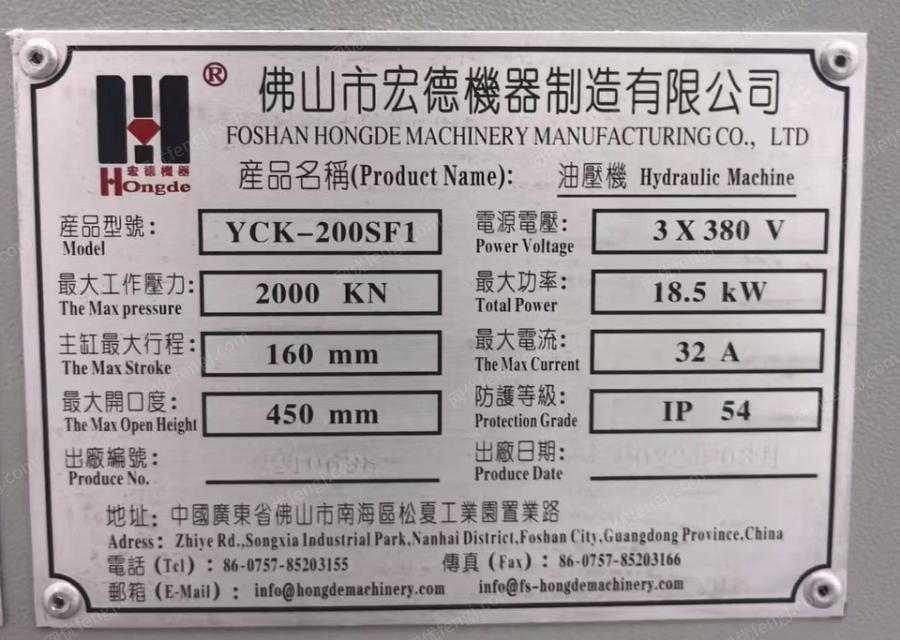 佛山市宏德機器制造有限公司
FOSHAN HONGDE MACHINERY MANUFACTURING CO., LTD
宏德機器
Hongde
®
産品名稱(Product Name): 油壓機 Hydraulic Machine
産品型號: YCK-200SF1 電源電壓: 3 X 380 V
Model Power Voltage
最大工作壓力: 2000 KN 最大功率: 18.5 kW
The Max pressure Total Power
主缸最大行程: 160 mm 最大電流: 32 A
The Max Stroke The Max Current
最大開口度: 450 mm 防護等級: IP 54
The Max Open Height Protection Grade
出廠編號: 出廠日期:
Produce No. Produce Date
地址: 中國廣東省佛山市南海區松夏工業園置業路
Adress: Zhiye Rd.,Songxia Industrial Park,Nanhai District,Foshan City,Guangdong Province,China
電話(Tel): 86-0757-85203155 傳真(Fax): 86-0757-85203166
郵箱(E-Mail): info@hongdemachinery.com info@fs-hongdemachinery.com